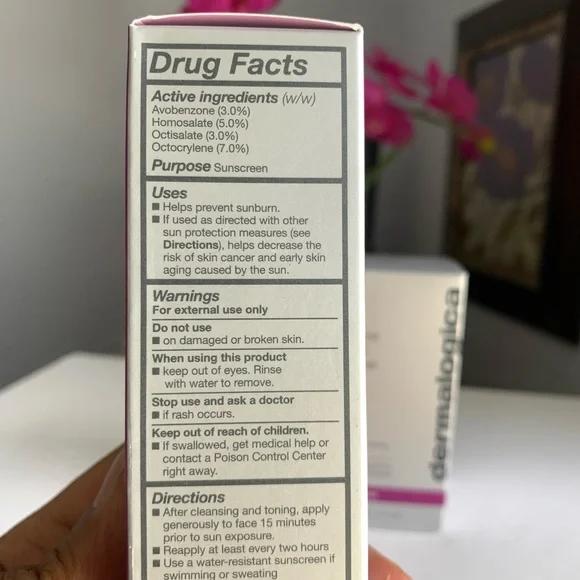 Drug Facts
Active ingredients (w/w)
Avobenzone (3.0%)
Homosalate (5.0%)
Octisalate (3.0%)
Octocrylene (7.0%)
Purpose Sunscreen
Uses
■ Helps prevent sunburn.
■ If used as directed with other
sun protection measures (see
Directions), helps decrease the
risk of skin cancer and early skin
aging caused by the sun.
Warnings
For external use only
Do not use
■ on damaged or broken skin.
When using this product
■ keep out of eyes. Rinse
with water to remove.
Stop use and ask a doctor
■ if rash occurs.
Keep out of reach of children.
■ If swallowed, get medical help or
contact a Poison Control Center
right away.
Directions
■ After cleansing and toning, apply
generously to face 15 minutes
prior to sun exposure.
■ Reapply at least every two hours
■ Use a water-resistant sunscreen if
swimming or sweating
dermalogica